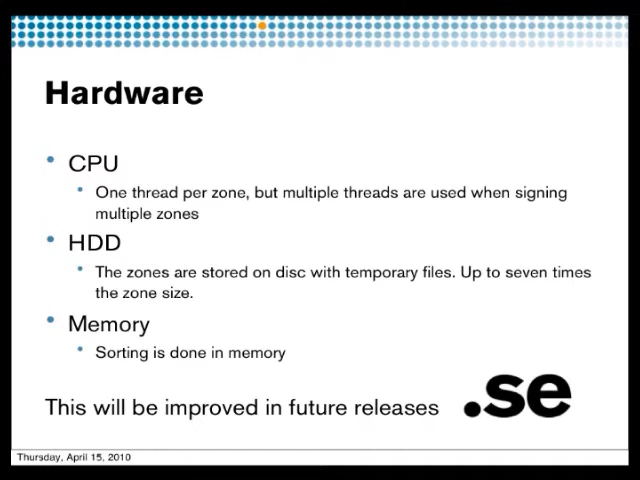 Hardware
CPU
One thread per zone, but multiple threads are used when signing
multiple zones
HDD
The zones are stored on disc with temporary files. Up to seven times
the zone size.
Memory
Sorting is done in memory
This will be improved in future releases
.se
Thursday, April 15, 2010